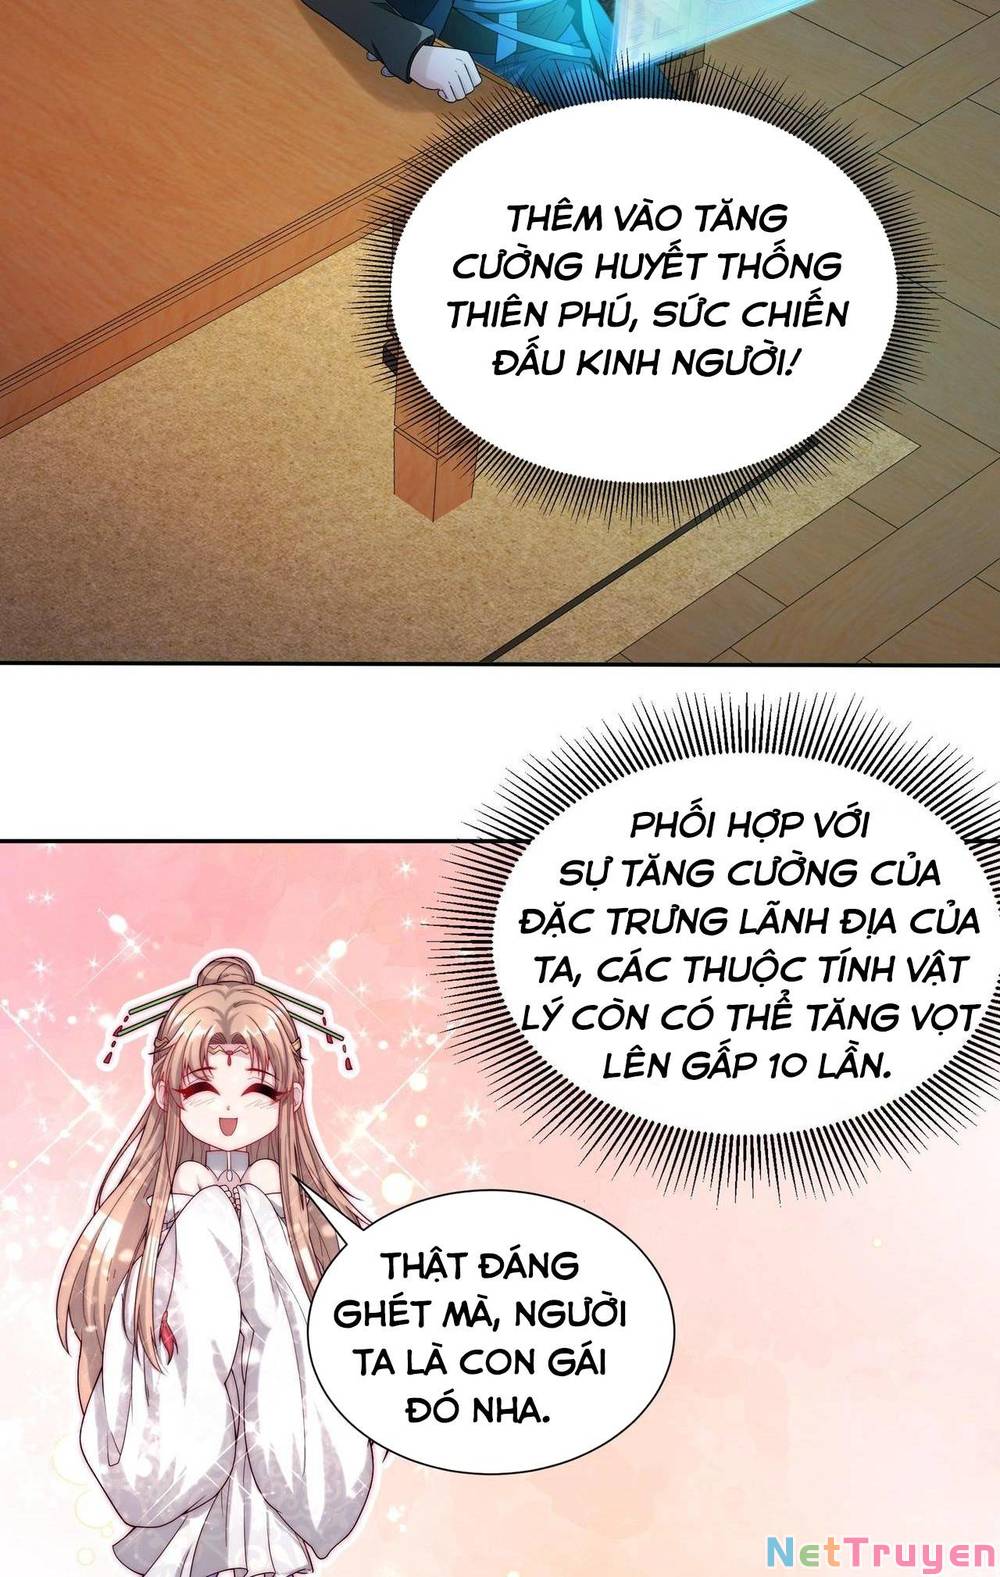 THÊM VÀO TĂNG
CƯỜNG HUYẾT THỐNG
THIÊN PHÚ, SỨC CHIẾN
ĐẤU KINH NGƯỜI!
PHỐI HỢP VỚI
SỰ TĂNG CƯỜNG CỦA
ĐẶC TRƯNG LÃNH ĐỊA CỦA
TA, CÁC THUỘC TÍNH VẬT
LÝ CÒN CÓ THỂ TĂNG VỌT
LÊN GẤP 10 LẦN.
THẬT ĐÁNG
GHÉT MÀ, NGƯỜI
TA LÀ CON GÁI
ĐÓ NHA.
NetTruyen